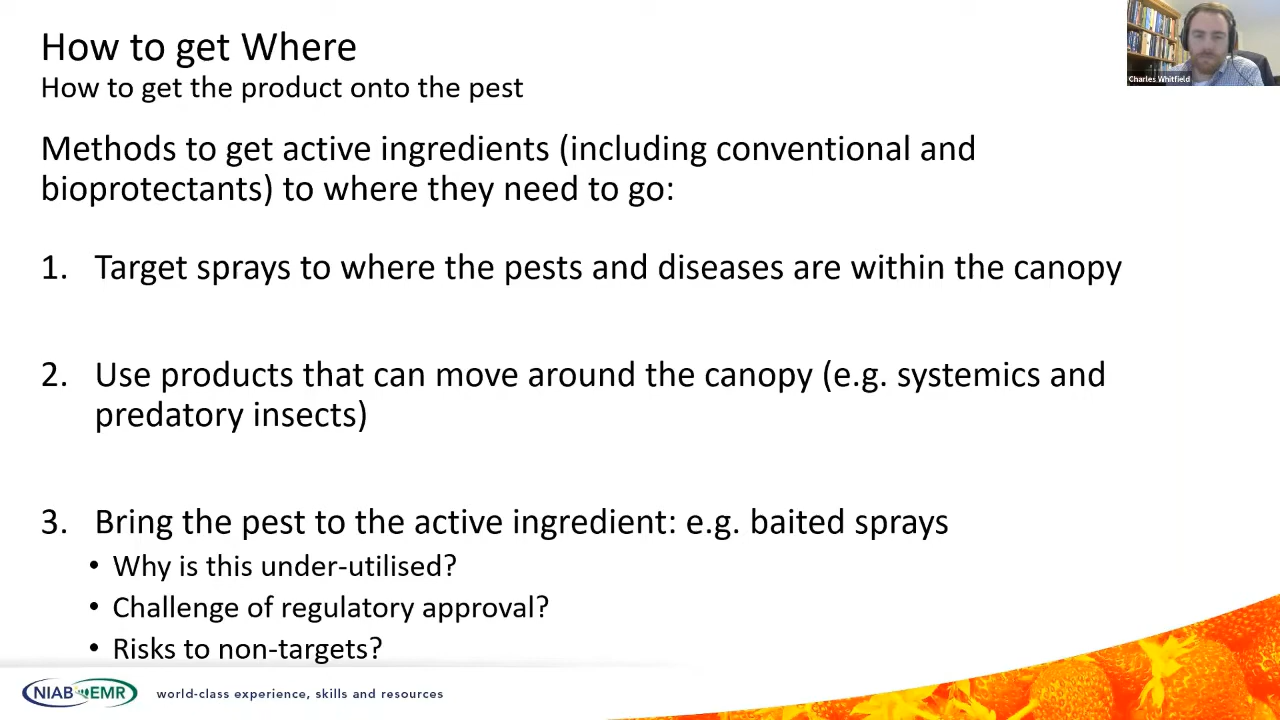 How to get Where
How to get the product onto the pest
Charles Whitfield
Methods to get active ingredients (including conventional and
bioprotectants) to where they need to go:
1. Target sprays to where the pests and diseases are within the canopy
2. Use products that can move around the canopy (e.g. systemics and
predatory insects)
3. Bring the pest to the active ingredient: e.g. baited sprays
• Why is this under-utilised?
• Challenge of regulatory approval?
• Risks to non-targets?
NIAB EMR
world-class experience, skills and resources